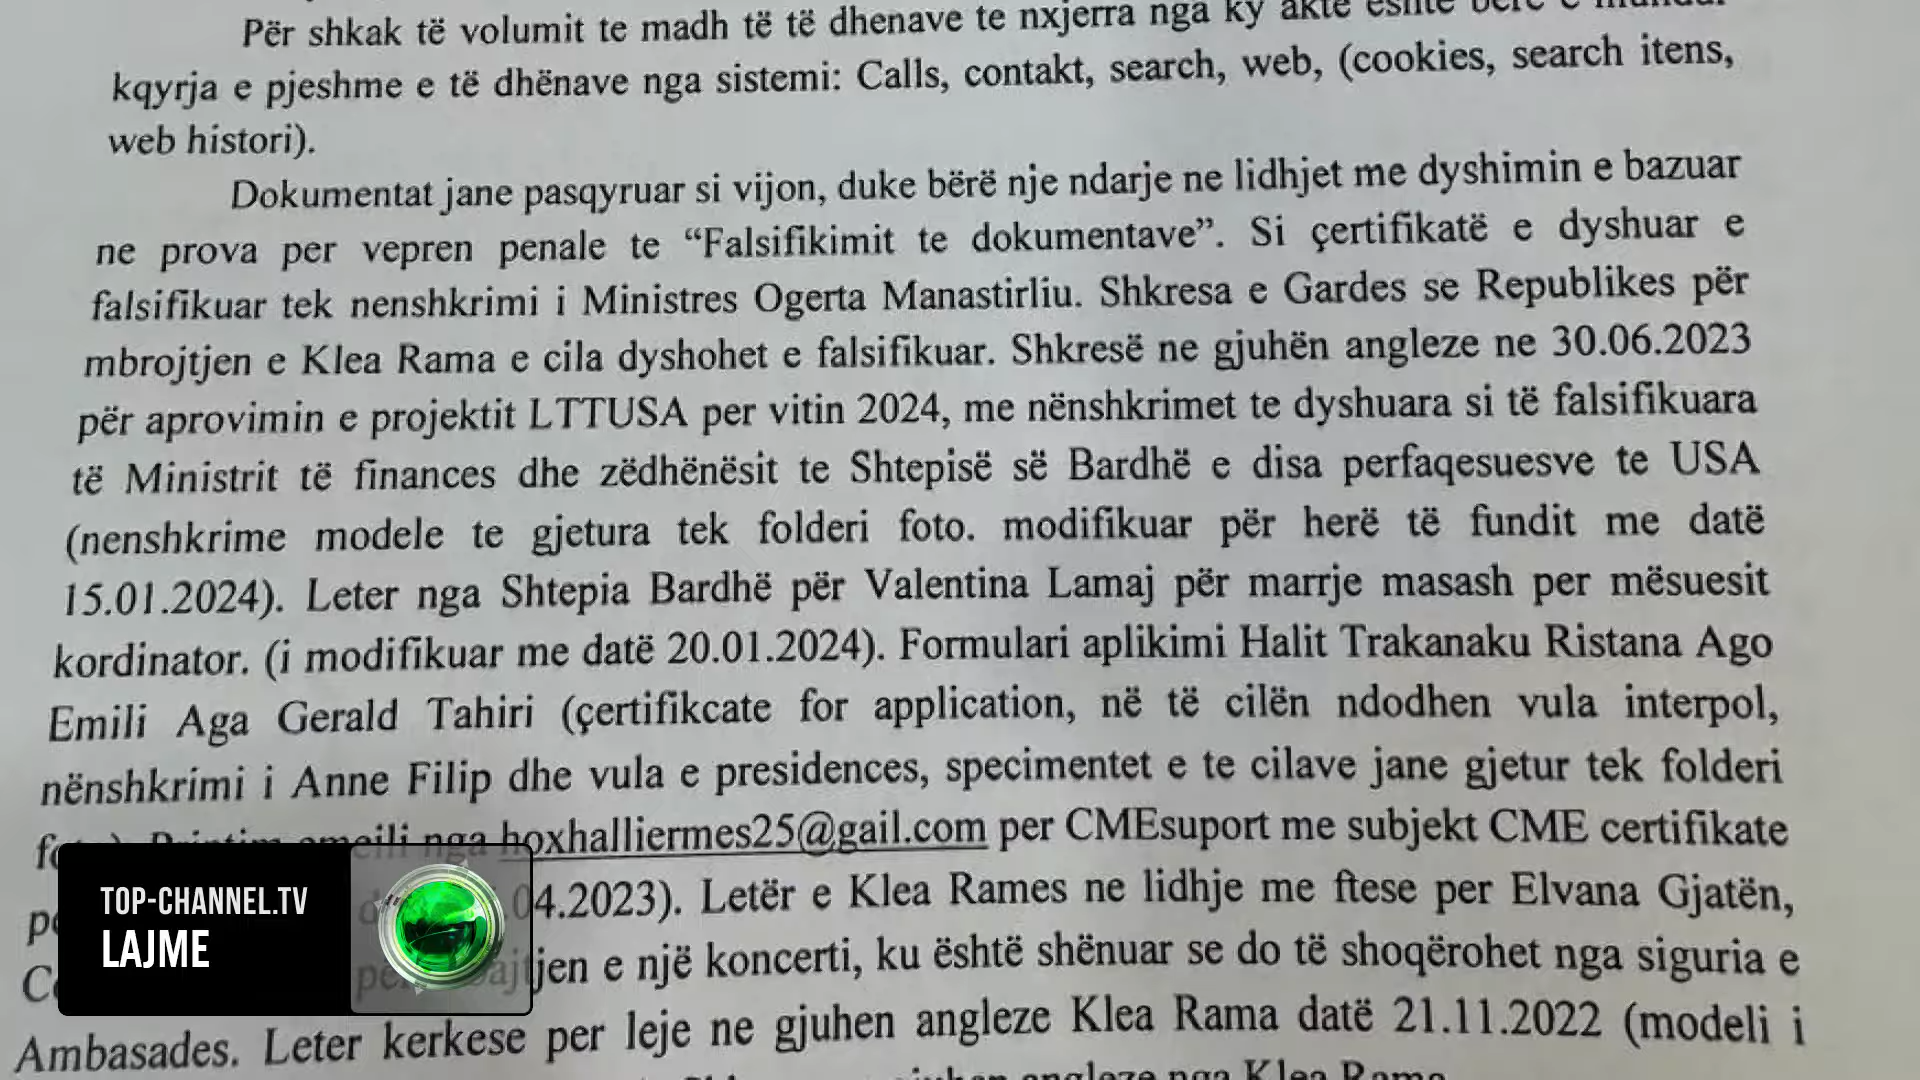 Për shkak të volumit te madh të të dhenave te nxjerra nga ky akte është bërë e
kqyrja e pjeshme e të dhënave nga sistemi: Calls, contakt, search, web, (cookies, search itens,
web histori).
Dokumentat jane pasqyruar si vijon, duke bërë nje ndarje ne lidhjet me dyshimin e bazuar
ne prova per vepren penale te “Falsifikimit te dokumentave”. Si çertifikatë e dyshuar e
falsifikuar tek nenshkrimi i Ministres Ogerta Manastirliu. Shkresa e Gardes se Republikes për
mbrojtjen e Klea Rama e cila dyshohet e falsifikuar. Shkresë ne gjuhën angleze ne 30.06.2023
për aprovimin e projektit LTTUSA per vitin 2024, me nënshkrimet te dyshuara si të falsifikuara
të Ministrit të finances dhe zëdhënësit te Shtepisë së Bardhë e disa perfaqesuesve te USA
(nenshkrime modele te gjetura tek folderi foto. modifikuar për herë të fundit me datë
15.01.2024). Leter nga Shtepia Bardhë për Valentina Lamaj për marrje masash per mësuesit
kordinator. (i modifikuar me datë 20.01.2024). Formulari aplikimi Halit Trakanaku Ristana Ago
Emili Aga Gerald Tahiri (çertifikcate for application, në të cilën ndodhen vula interpol,
nënshkrimi i Anne Filip dhe vula e presidences, specimentet e te cilave jane gjetur tek folderi
nga hoxhalliermes25@gail.com per CMEsuport me subjekt CME certifikate
04.2023). Letër e Klea Rames ne lidhje me ftese per Elvana Gjatën,
e një koncerti, ku është shënuar se do të shoqërohet nga siguria e
Ambasades. Leter kerkese per leje ne gjuhen angleze Klea Rama datë 21.11.2022 (modeli i
angleze nga Klea Rama
TOP-CHANNEL.TV
LAJME